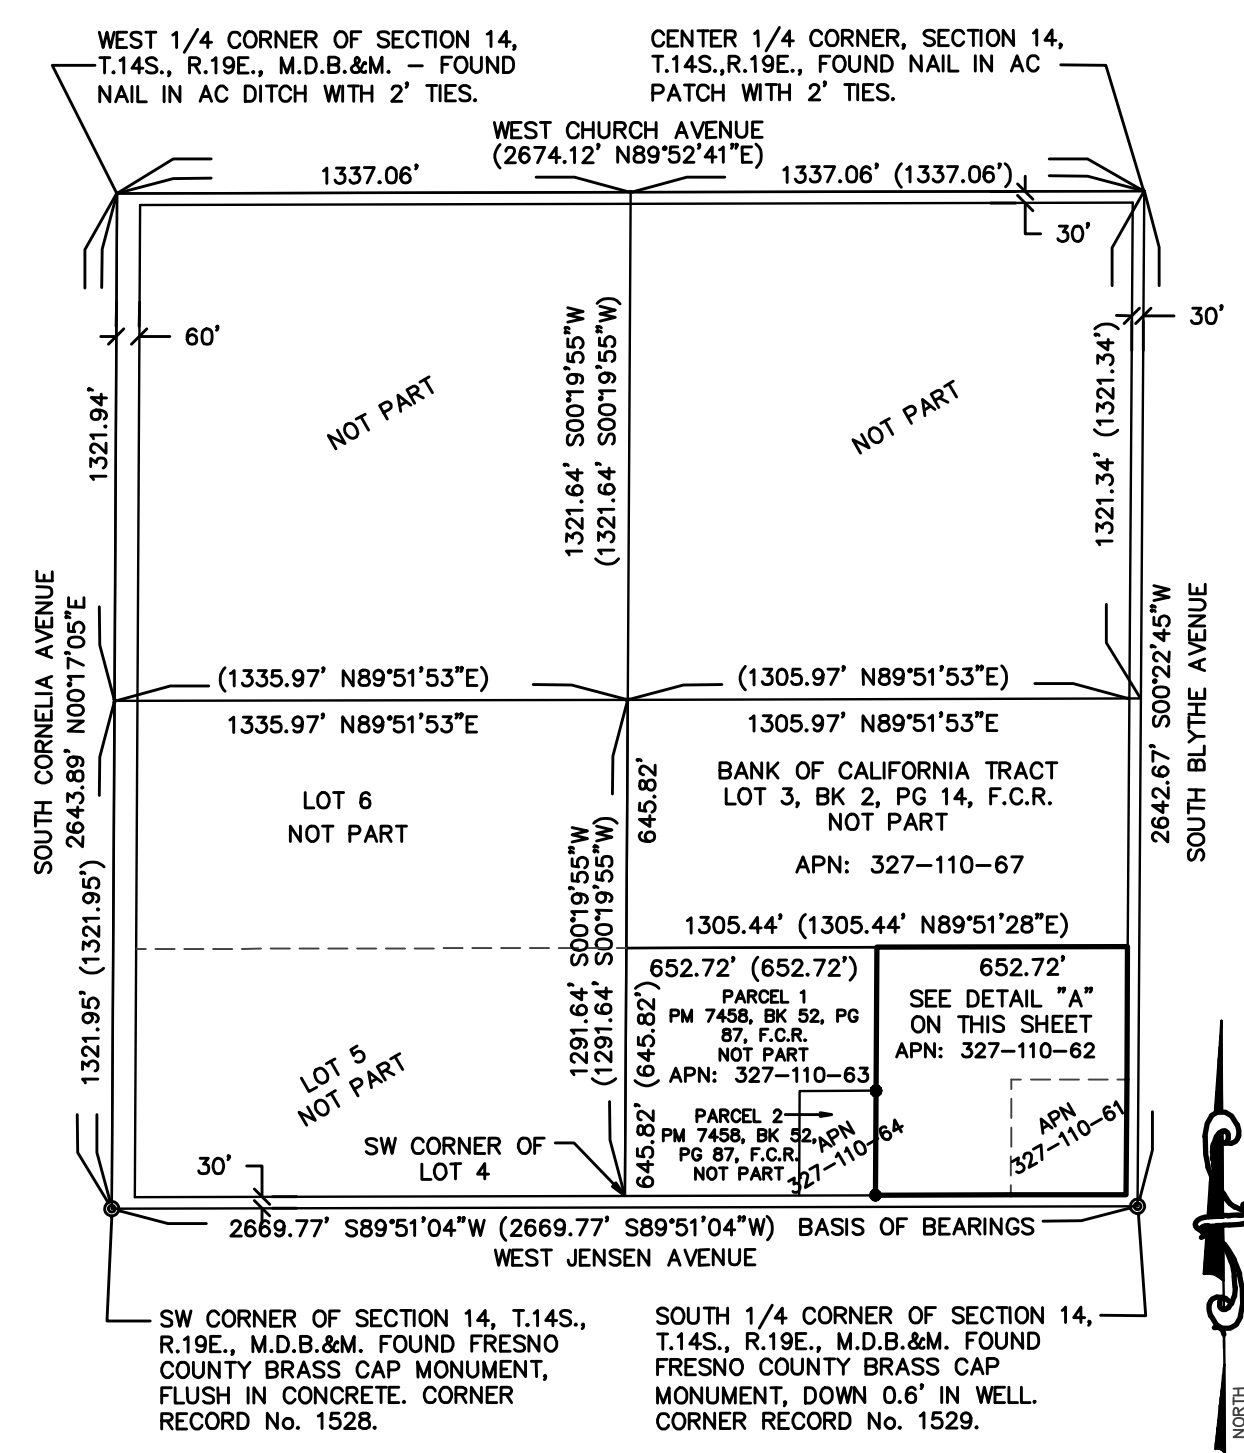 WEST 1/4 CORNER OF SECTION 14,
T.14S., R.19E., M.D.B.&M. – FOUND
NAIL IN AC DITCH WITH 2' TIES.
CENTER 1/4 CORNER, SECTION 14,
T.14S.,R.19E., FOUND NAIL IN AC
PATCH WITH 2' TIES.
WEST CHURCH AVENUE
(2674.12' N89°52'41"E)
1337.06'
1337.06' (1337.06')
30'
60'
30'
1321.94'
NOT PART
1321.64' S00°19'55"W
(1321.64' S00°19'55"W)
NOT PART
1321.34' (1321.34')
SOUTH CORNELIA AVENUE
2643.89' N00°17'05"E
2642.67' S00°22'45"W
SOUTH BLYTHE AVENUE
(1335.97' N89°51'53"E)
(1305.97' N89°51'53"E)
1335.97' N89°51'53"E
1305.97' N89°51'53"E
LOT 6
NOT PART
645.82'
BANK OF CALIFORNIA TRACT
LOT 3, BK 2, PG 14, F.C.R.
NOT PART
APN: 327–110–67
1321.95' (1321.95')
1291.64' S00°19'55"W
(1291.64' S00°19'55"W)
1305.44' (1305.44' N89°51'28"E)
652.72' (652.72')
652.72'
PARCEL 1
PM 7458, BK 52, PG
87, F.C.R.
NOT PART
APN: 327–110–63
SEE DETAIL "A"
ON THIS SHEET
APN: 327–110–62
LOT 5
NOT PART
645.82' (645.82')
PARCEL 2
PM 7458, BK 52,
PG 87, F.C.R.
NOT PART
APN
327–110–64
APN
327–110–61
SW CORNER OF
LOT 4
30'
2669.77' S89°51'04"W (2669.77' S89°51'04"W) BASIS OF BEARINGS
WEST JENSEN AVENUE
SW CORNER OF SECTION 14, T.14S.,
R.19E., M.D.B.&M. FOUND FRESNO
COUNTY BRASS CAP MONUMENT,
FLUSH IN CONCRETE. CORNER
RECORD No. 1528.
SOUTH 1/4 CORNER OF SECTION 14,
T.14S., R.19E., M.D.B.&M. FOUND
FRESNO COUNTY BRASS CAP
MONUMENT, DOWN 0.6' IN WELL.
CORNER RECORD No. 1529.
NORTH